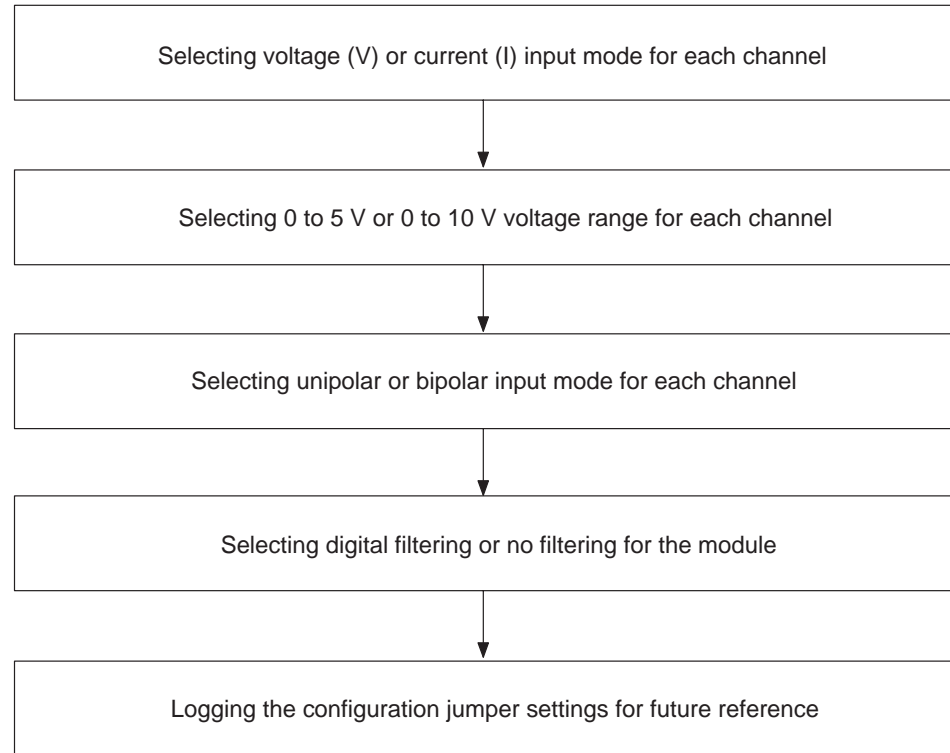 Selecting voltage (V) or current (I) input mode for each channel
Selecting 0 to 5 V or 0 to 10 V voltage range for each channel
Selecting unipolar or bipolar input mode for each channel
Selecting digital filtering or no filtering for the module
Logging the configuration jumper settings for future reference